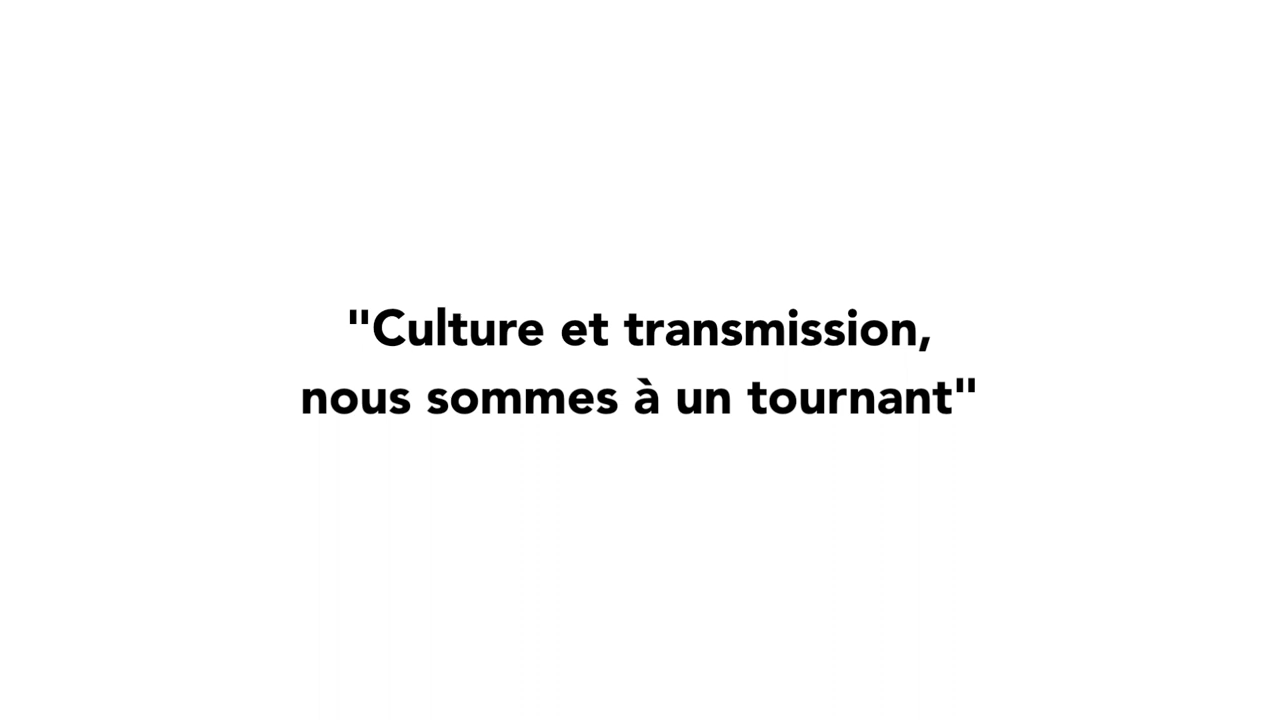 "Culture et transmission,
nous sommes à un tournant"